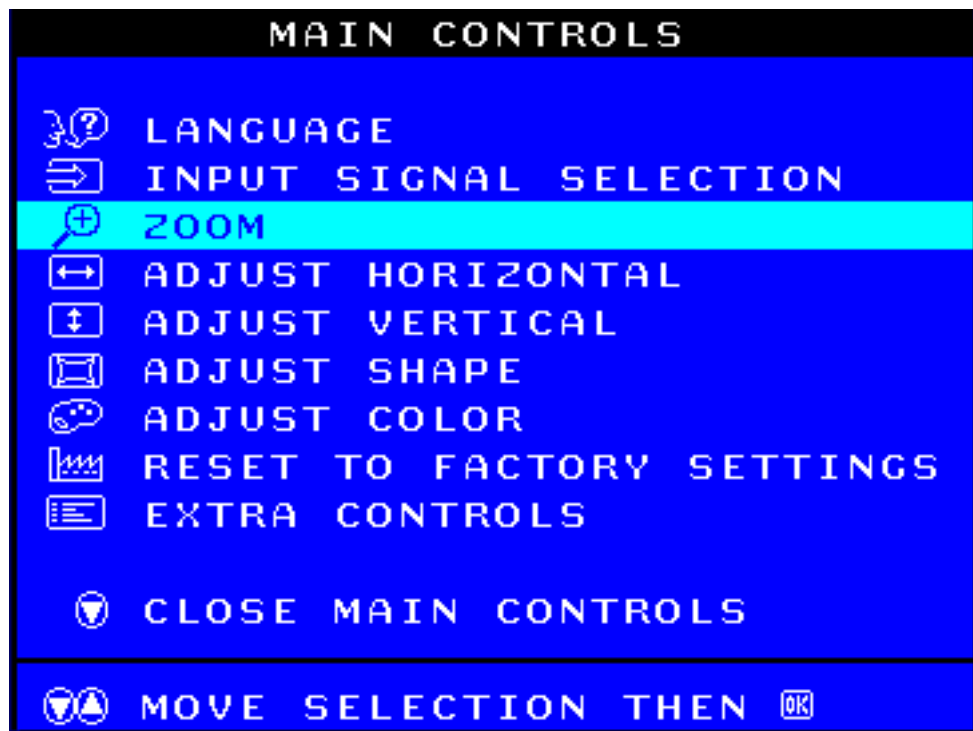 MAIN CONTROLS
LANGUAGE
INPUT SIGNAL SELECTION
ZOOM
ADJUST HORIZONTAL
ADJUST VERTICAL
ADJUST SHAPE
ADJUST COLOR
RESET TO FACTORY SETTINGS
EXTRA CONTROLS
CLOSE MAIN CONTROLS
MOVE SELECTION THEN OK